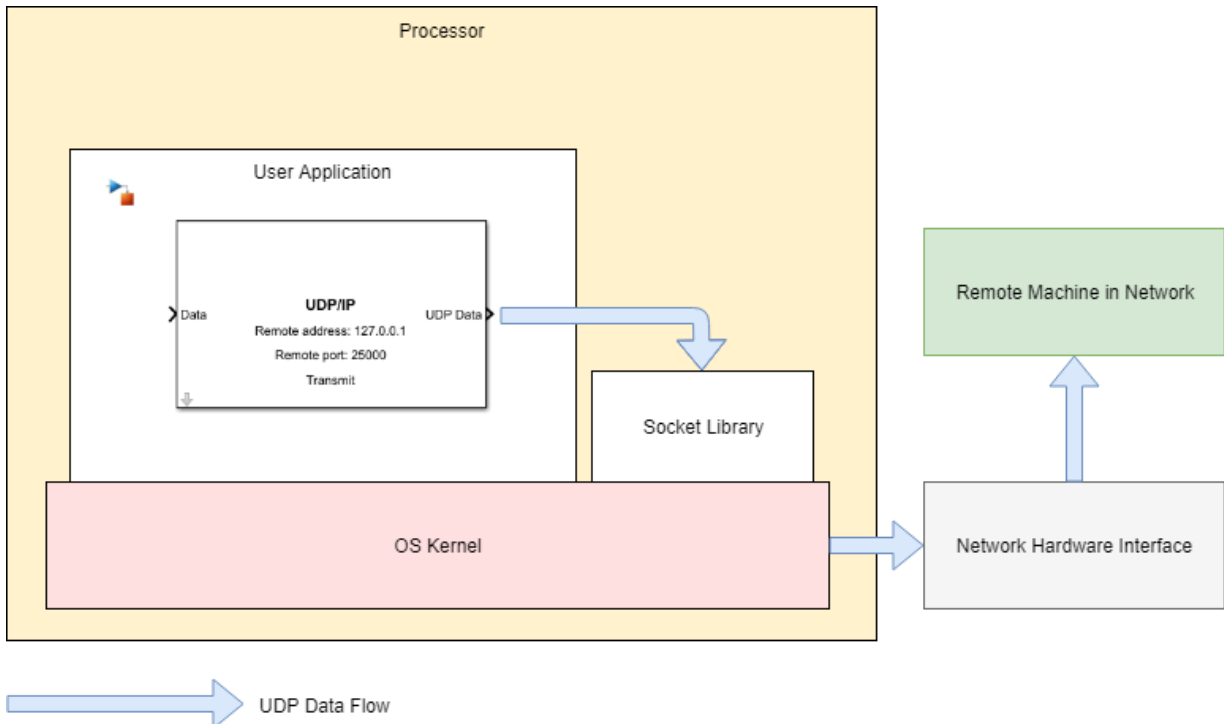 Processor
User Application
UDP/IP
Data
UDP Data
Remote address: 127.0.0.1
Remote port: 25000
Transmit
Remote Machine in Network
Socket Library
OS Kernel
Network Hardware Interface
UDP Data Flow